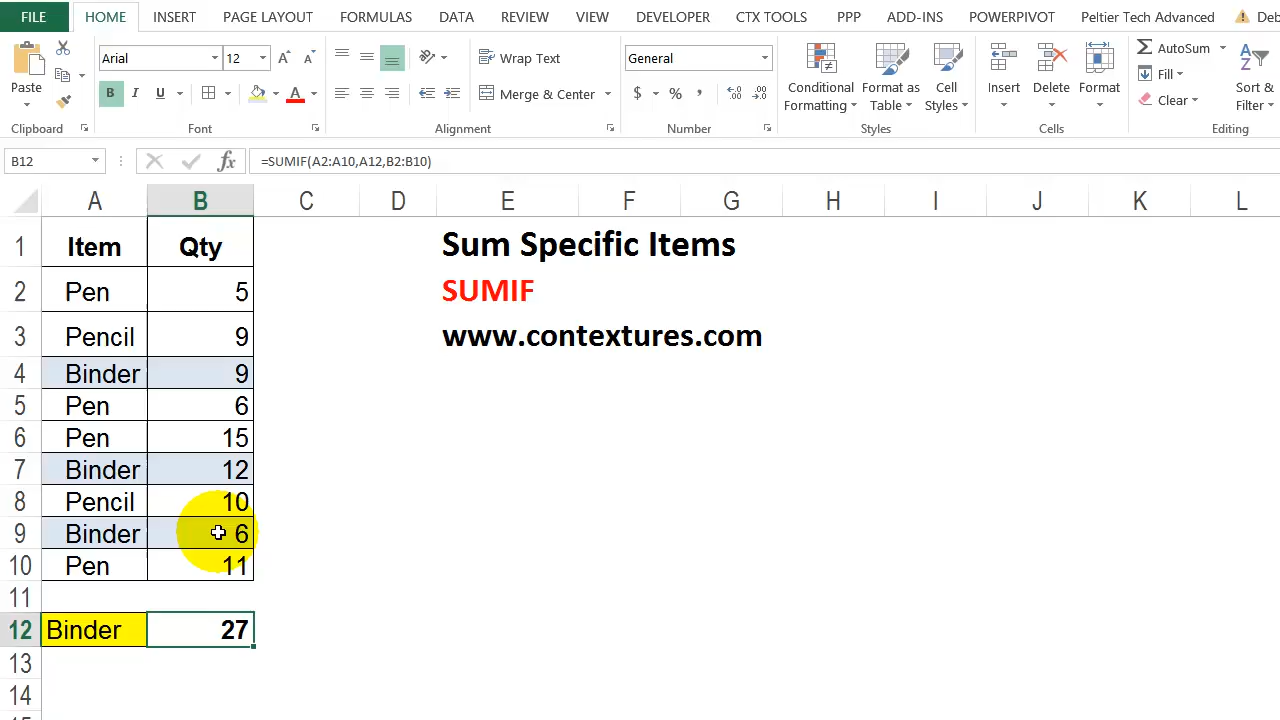 FILE HOME INSERT PAGE LAYOUT FORMULAS DATA REVIEW VIEW DEVELOPER CTX TOOLS PPP ADD-INS POWERPIVOT Peltier Tech Advanced Deb
Arial 12 Wrap Text General AutoSum
Paste B I U Merge & Center $ % , Conditional Formatting Format as Table Cell Styles Insert Delete Format Fill Clear Sort & Filter
Clipboard Font Alignment Number Styles Cells Editing
B12 fx =SUMIF(A2:A10,A12,B2:B10)
A B C D E F G H I J K L
1 Item Qty Sum Specific Items
2 Pen 5 SUMIF
3 Pencil 9 www.contextures.com
4 Binder 9
5 Pen 6
6 Pen 15
7 Binder 12
8 Pencil 10
9 Binder 6
10 Pen 11
11
12 Binder 27
13
14